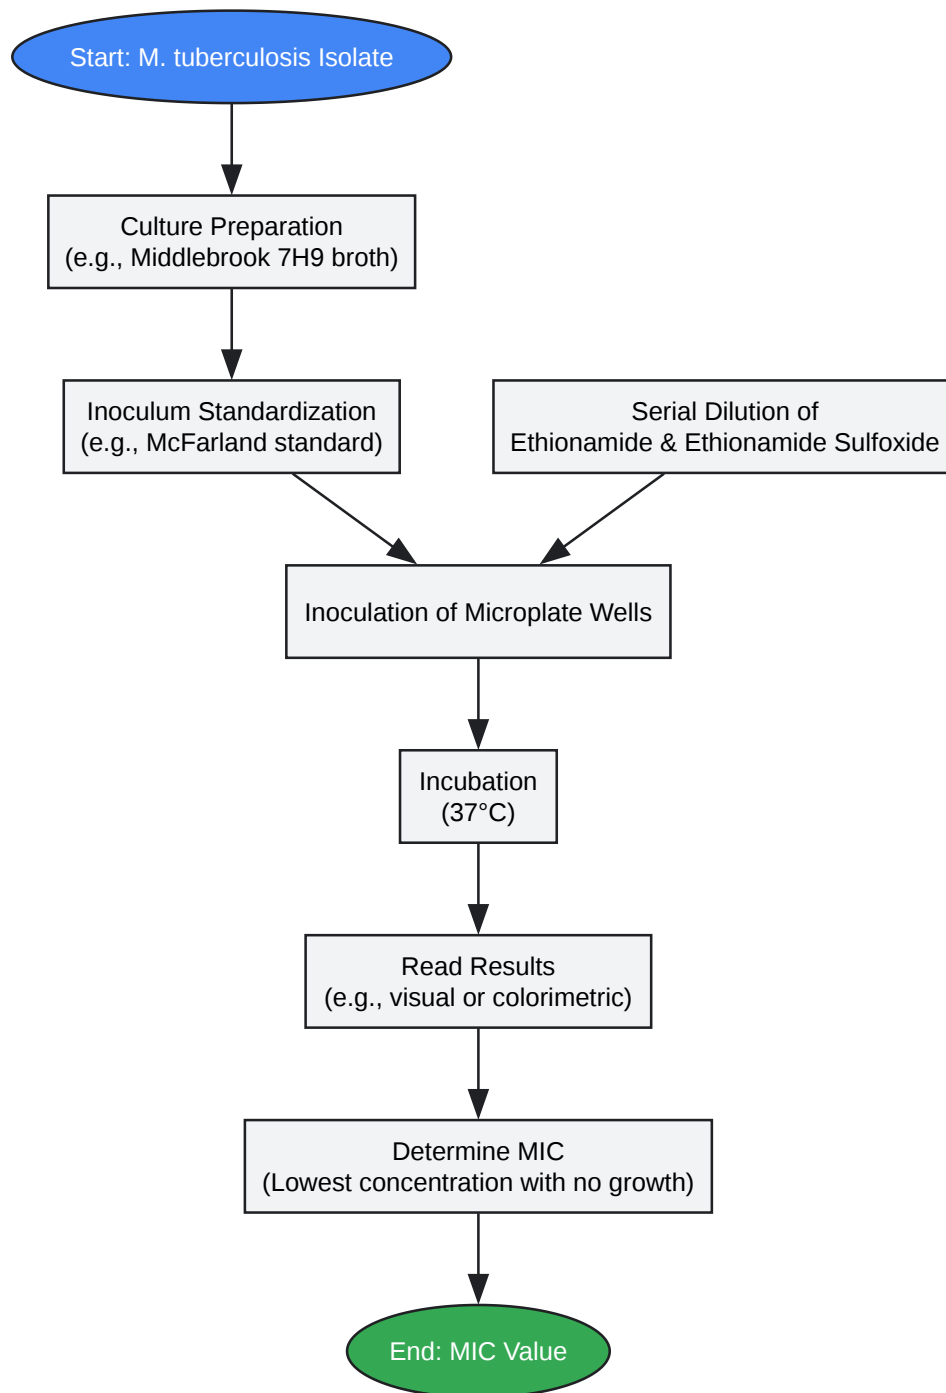 Start: M. tuberculosis Isolate
Culture Preparation
(e.g., Middlebrook 7H9 broth)
Inoculum Standardization
(e.g., McFarland standard)
Serial Dilution of
Ethionamide & Ethionamide Sulfoxide
Inoculation of Microplate Wells
Incubation
(37°C)
Read Results
(e.g., visual or colorimetric)
Determine MIC
(Lowest concentration with no growth)
End: MIC Value